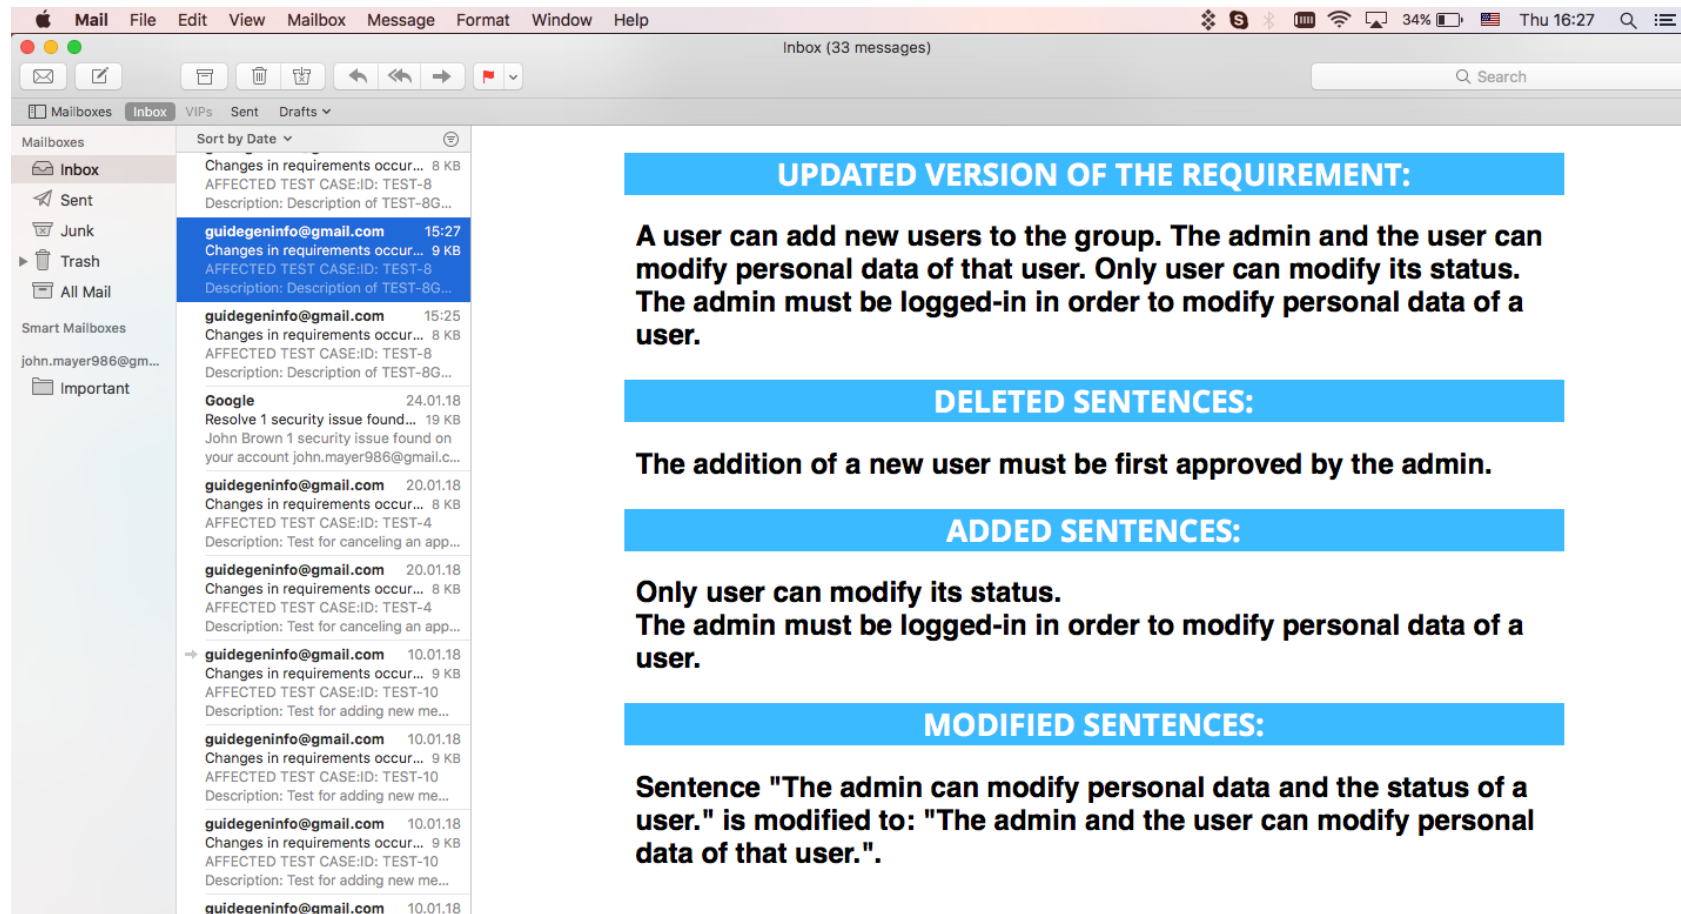 Mail File Edit View Mailbox Message Format Window Help 34% Thu 16:27
Inbox (33 messages)
Search
Mailboxes Inbox VIPs Sent Drafts
Mailboxes
Inbox
Sent
Junk
Trash
All Mail
Smart Mailboxes
john.mayer986@gm...
Important
Sort by Date
Changes in requirements occur... 8 KB
AFFECTED TEST CASE:ID: TEST-8
Description: Description of TEST-8G...
guidegeninfo@gmail.com 15:27
Changes in requirements occur... 9 KB
AFFECTED TEST CASE:ID: TEST-8
Description: Description of TEST-8G...
guidegeninfo@gmail.com 15:25
Changes in requirements occur... 8 KB
AFFECTED TEST CASE:ID: TEST-8
Description: Description of TEST-8G...
Google 24.01.18
Resolve 1 security issue found... 19 KB
John Brown 1 security issue found on
your account john.mayer986@gmail.c...
guidegeninfo@gmail.com 20.01.18
Changes in requirements occur... 8 KB
AFFECTED TEST CASE:ID: TEST-4
Description: Test for canceling an app...
guidegeninfo@gmail.com 20.01.18
Changes in requirements occur... 8 KB
AFFECTED TEST CASE:ID: TEST-4
Description: Test for canceling an app...
guidegeninfo@gmail.com 10.01.18
Changes in requirements occur... 9 KB
AFFECTED TEST CASE:ID: TEST-10
Description: Test for adding new me...
guidegeninfo@gmail.com 10.01.18
Changes in requirements occur... 9 KB
AFFECTED TEST CASE:ID: TEST-10
Description: Test for adding new me...
guidegeninfo@gmail.com 10.01.18
Changes in requirements occur... 9 KB
AFFECTED TEST CASE:ID: TEST-10
Description: Test for adding new me...
guidegeninfo@gmail.com 10.01.18
UPDATED VERSION OF THE REQUIREMENT:
A user can add new users to the group. The admin and the user can
modify personal data of that user. Only user can modify its status.
The admin must be logged-in in order to modify personal data of a
user.
DELETED SENTENCES:
The addition of a new user must be first approved by the admin.
ADDED SENTENCES:
Only user can modify its status.
The admin must be logged-in in order to modify personal data of a
user.
MODIFIED SENTENCES:
Sentence "The admin can modify personal data and the status of a
user." is modified to: "The admin and the user can modify personal
data of that user.".